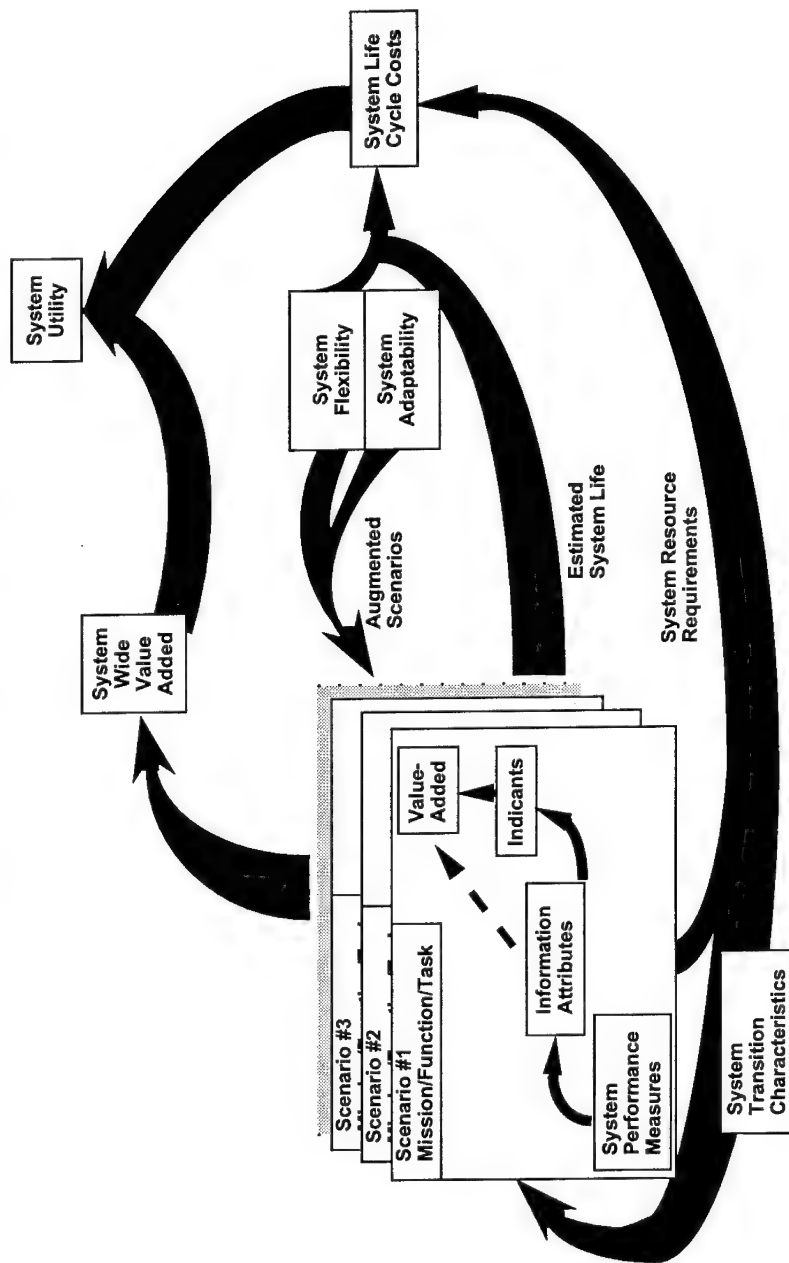 System
Utility
System
Wide
Value
Added
System Life
Cycle Costs
System
Flexibility
System
Adaptability
Augmented
Scenarios
Estimated
System Life
System Resource
Requirements
Scenario #3
Scenario #2
Scenario #1
Mission/Function/Task
Value-
Added
Indicants
Information
Attributes
System
Performance
Measures
System
Transition
Characteristics